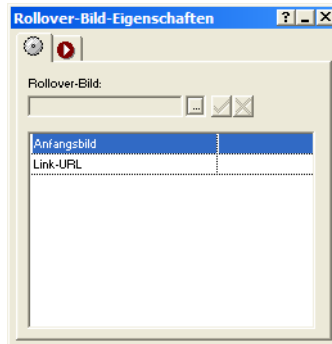 Rollover-Bild-Eigenschaften
Rollover-Bild:
...
Anfangsbild
Link-URL